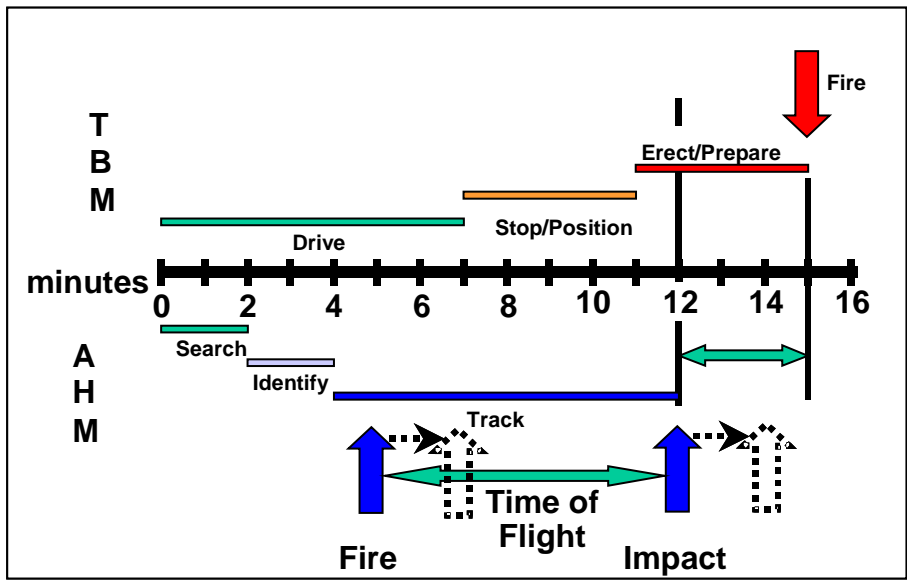 Fire
T
B
M
Erect/Prepare
Stop/Position
Drive
minutes
0 2 4 6 8 10 12 14 16
Search
A
H
M
Identify
Track
Time of
Flight
Fire
Impact